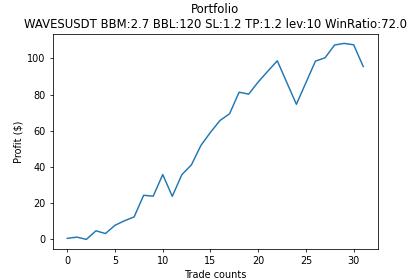 Portfolio
WAVESUSDT BBM:2.7 BBL:120 SL:1.2 TP:1.2 lev:10 WinRatio:72.0
100
80
60
40
20
0
Profit ($)
0 5 10 15 20 25 30
Trade counts